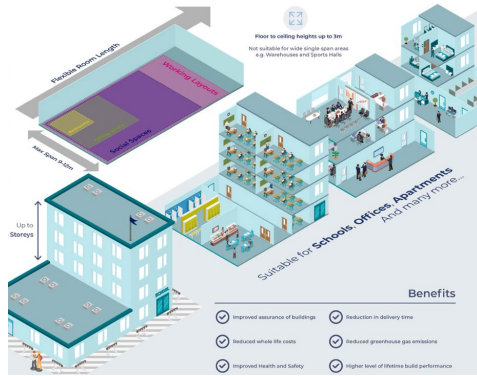 Floor to ceiling heights up to 3m
Not suitable for wide single span areas
e.g. Warehouses and Sports Halls
Flexible Room Length
Working Layouts
Social Spaces
Max Span 9-12m
Up to
Storeys
Suitable for Schools, Offices, Apartments
And many more...
Benefits
Improved assurance of buildings
Reduction in delivery time
Reduced whole life costs
Reduced greenhouse gas emissions
Improved Health and Safety
Higher level of lifetime build performance